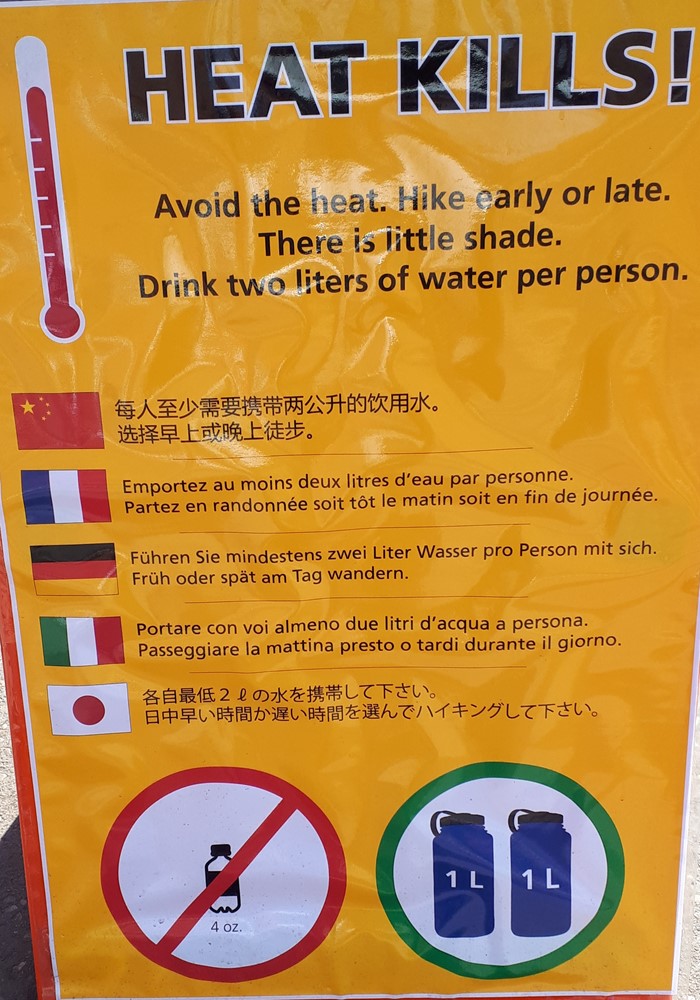 HEAT KILLS!
Avoid the heat. Hike early or late.
There is little shade.
Drink two liters of water per person.
每人至少需要携带两公升的饮用水。
选择早上或晚上徒步。
Emportez au moins deux litres d'eau par personne.
Partez en randonnée soit tôt le matin soit en fin de journée.
Führen Sie mindestens zwei Liter Wasser pro Person mit sich.
Früh oder spät am Tag wandern.
Portare con voi almeno due litri d'acqua a persona.
Passeggiare la mattina presto o tardi durante il giorno.
各自最低２ℓの水を携帯して下さい。
日中早い時間か遅い時間を選んでハイキングして下さい。
4 oz.
1 L 1 L